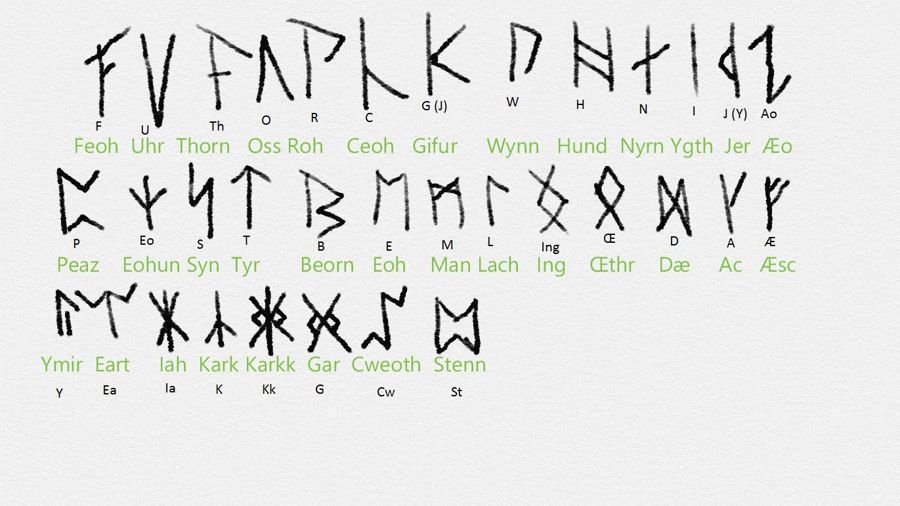 F U Th O R C G (J) W H N I J (Y) Ao
Feoh Uhr Thorn Oss Roh Ceoh Gifur Wynn Hund Nyrn Ygth Jer Æo
P Eo S T B E M L Ing Œ D A Æ
Peaz Eohun Syn Tyr Beorn Eoh Man Lach Ing Œthr Dæ Ac Æsc
Ymir Eart Iah Kark Karkk Gar Cweoth Stenn
Y Ea Ia K Kk G Cw St